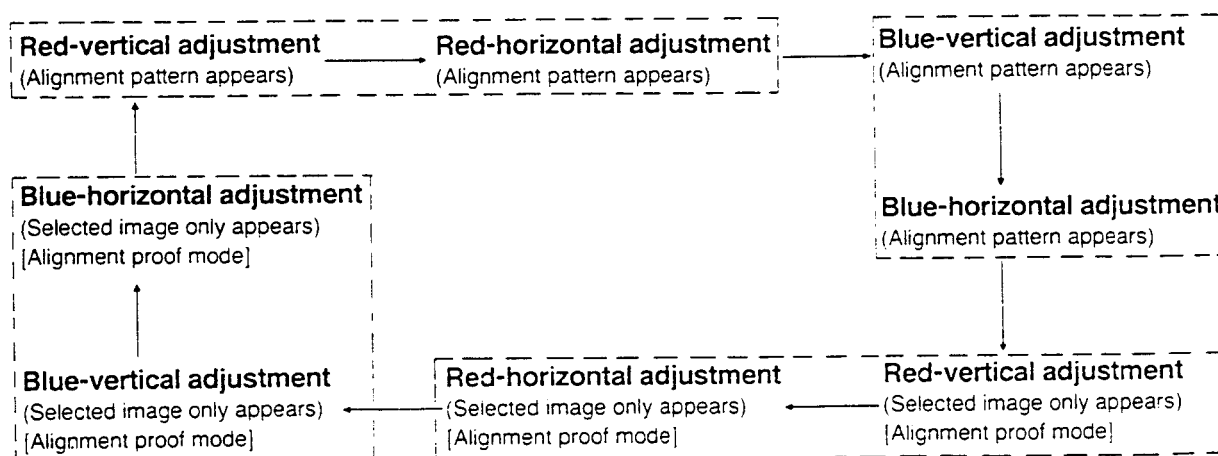 Red-vertical adjustment
(Alignment pattern appears)
Red-horizontal adjustment
(Alignment pattern appears)
Blue-vertical adjustment
(Alignment pattern appears)
Blue-horizontal adjustment
(Selected image only appears)
[Alignment proof mode]
Blue-horizontal adjustment
(Alignment pattern appears)
Blue-vertical adjustment
(Selected image only appears)
[Alignment proof mode]
Red-horizontal adjustment
(Selected image only appears)
[Alignment proof mode]
Red-vertical adjustment
(Selected image only appears)
[Alignment proof mode]